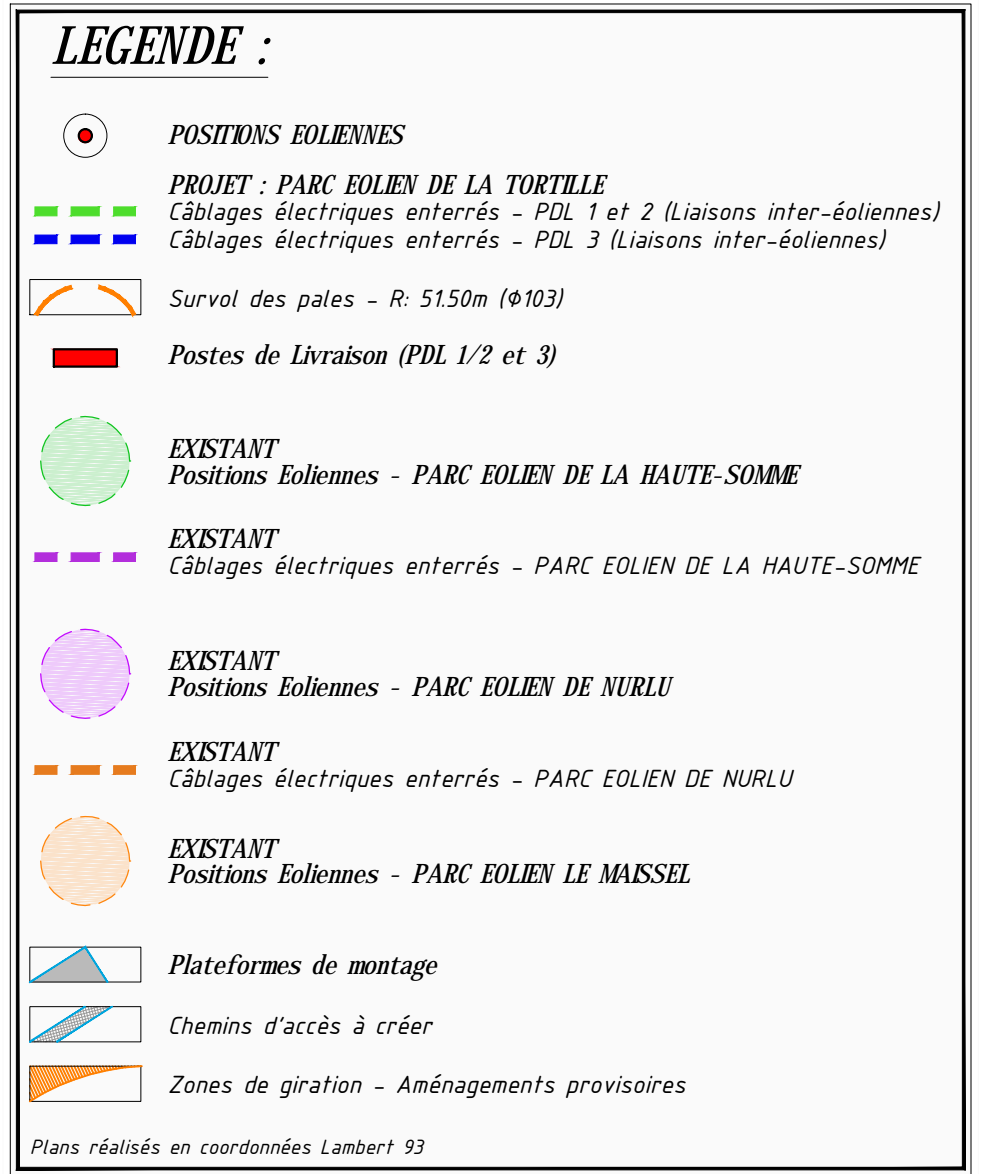 LEGENDE :
POSITIONS EOLIENNES
PROJET : PARC EOLIEN DE LA TORTILLE
Câblages électriques enterrés - PDL 1 et 2 (Liaisons inter-éoliennes)
Câblages électriques enterrés - PDL 3 (Liaisons inter-éoliennes)
Survol des pales - R: 51.50m (Φ103)
Postes de Livraison (PDL 1/2 et 3)
EXISTANT
Positions Eoliennes - PARC EOLIEN DE LA HAUTE-SOMME
EXISTANT
Câblages électriques enterrés - PARC EOLIEN DE LA HAUTE-SOMME
EXISTANT
Positions Eoliennes - PARC EOLIEN DE NURLU
EXISTANT
Câblages électriques enterrés - PARC EOLIEN DE NURLU
EXISTANT
Positions Eoliennes - PARC EOLIEN LE MAISSEL
Plateformes de montage
Chemins d'accès à créer
Zones de giration - Aménagements provisoires
Plans réalisés en coordonnées Lambert 93